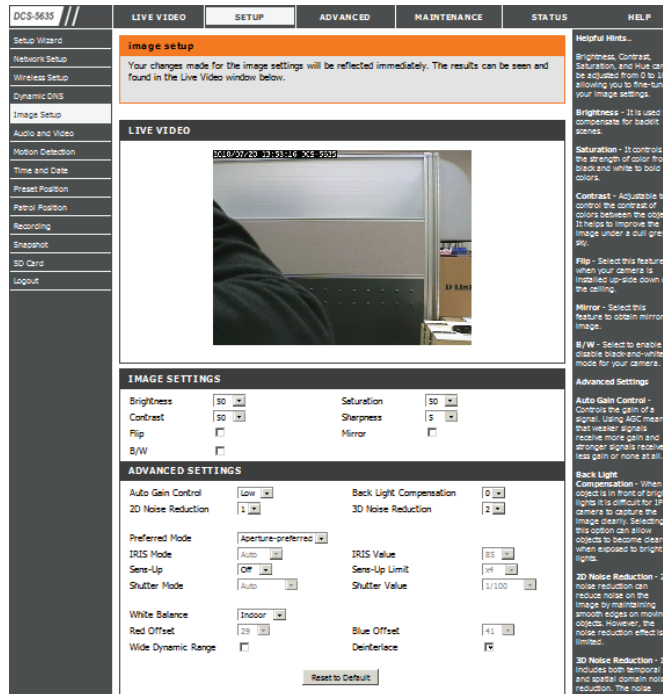 DCS-5635
LIVE VIDEO SETUP ADVANCED MAINTENANCE STATUS HELP
Setup Wizard
Network Setup
Wireless Setup
Dynamic DNS
Image Setup
Audio and Video
Motion Detection
Time and Date
Preset Position
Patrol Position
Recording
Snapshot
SD Card
Logout
image setup
Your changes made for the image settings will be reflected immediately. The results can be seen and
found in the Live Video window below.
LIVE VIDEO
2010/07/20 13:53:16 DCS-5635
D-Link
IMAGE SETTINGS
Brightness 50 Saturation 50
Contrast 50 Sharpness 5
Flip Mirror
B/W
ADVANCED SETTINGS
Auto Gain Control Low Back Light Compensation 0
2D Noise Reduction 1 3D Noise Reduction 2
Preferred Mode Aperture-preferred
IRIS Mode Auto IRIS Value 85
Sens-Up Off Sens-Up Limit x4
Shutter Mode Auto Shutter Value 1/100
White Balance Indoor
Red Offset 29 Blue Offset 41
Wide Dynamic Range Deinterlace
Reset to Default
Helpful Hints..
Brightness, Contrast,
Saturation, and Hue can
be adjusted from 0 to
allowing you to fine-tun
your image settings.
Brightness - It is used
compensate for backlit
scenes.
Saturation - It controls
the strength of color fro
black and white to bold
colors.
Contrast - Adjustable to
control the contrast of
colors between the obje
It helps to improve the
image under a dull grey
sky.
Flip - Select this feature
when your camera is
installed up-side down
the ceiling.
Mirror - Select this
feature to obtain mirror
image.
B/W - Select to enable
disable black-and-white
mode for your camera.
Advanced Settings
Auto Gain Control -
Controls the gain of a
signal. Using AGC mean
that weaker signals
receive more gain and
stronger signals receive
less gain or none at all.
Back Light
Compensation - When
object is in front of brig
lights it is difficult for IP
camera to capture the
image clearly. Selecting
this option can allow
objects to become clear
when exposed to bright
lights.
2D Noise Reduction - 2
noise reduction can
reduce noise on the
image by maintaining
smooth edges on movin
objects. However, the
noise reduction effect is
limited.
3D Noise Reduction - I
includes both temporal
and spatial domain nois
reduction. The noise